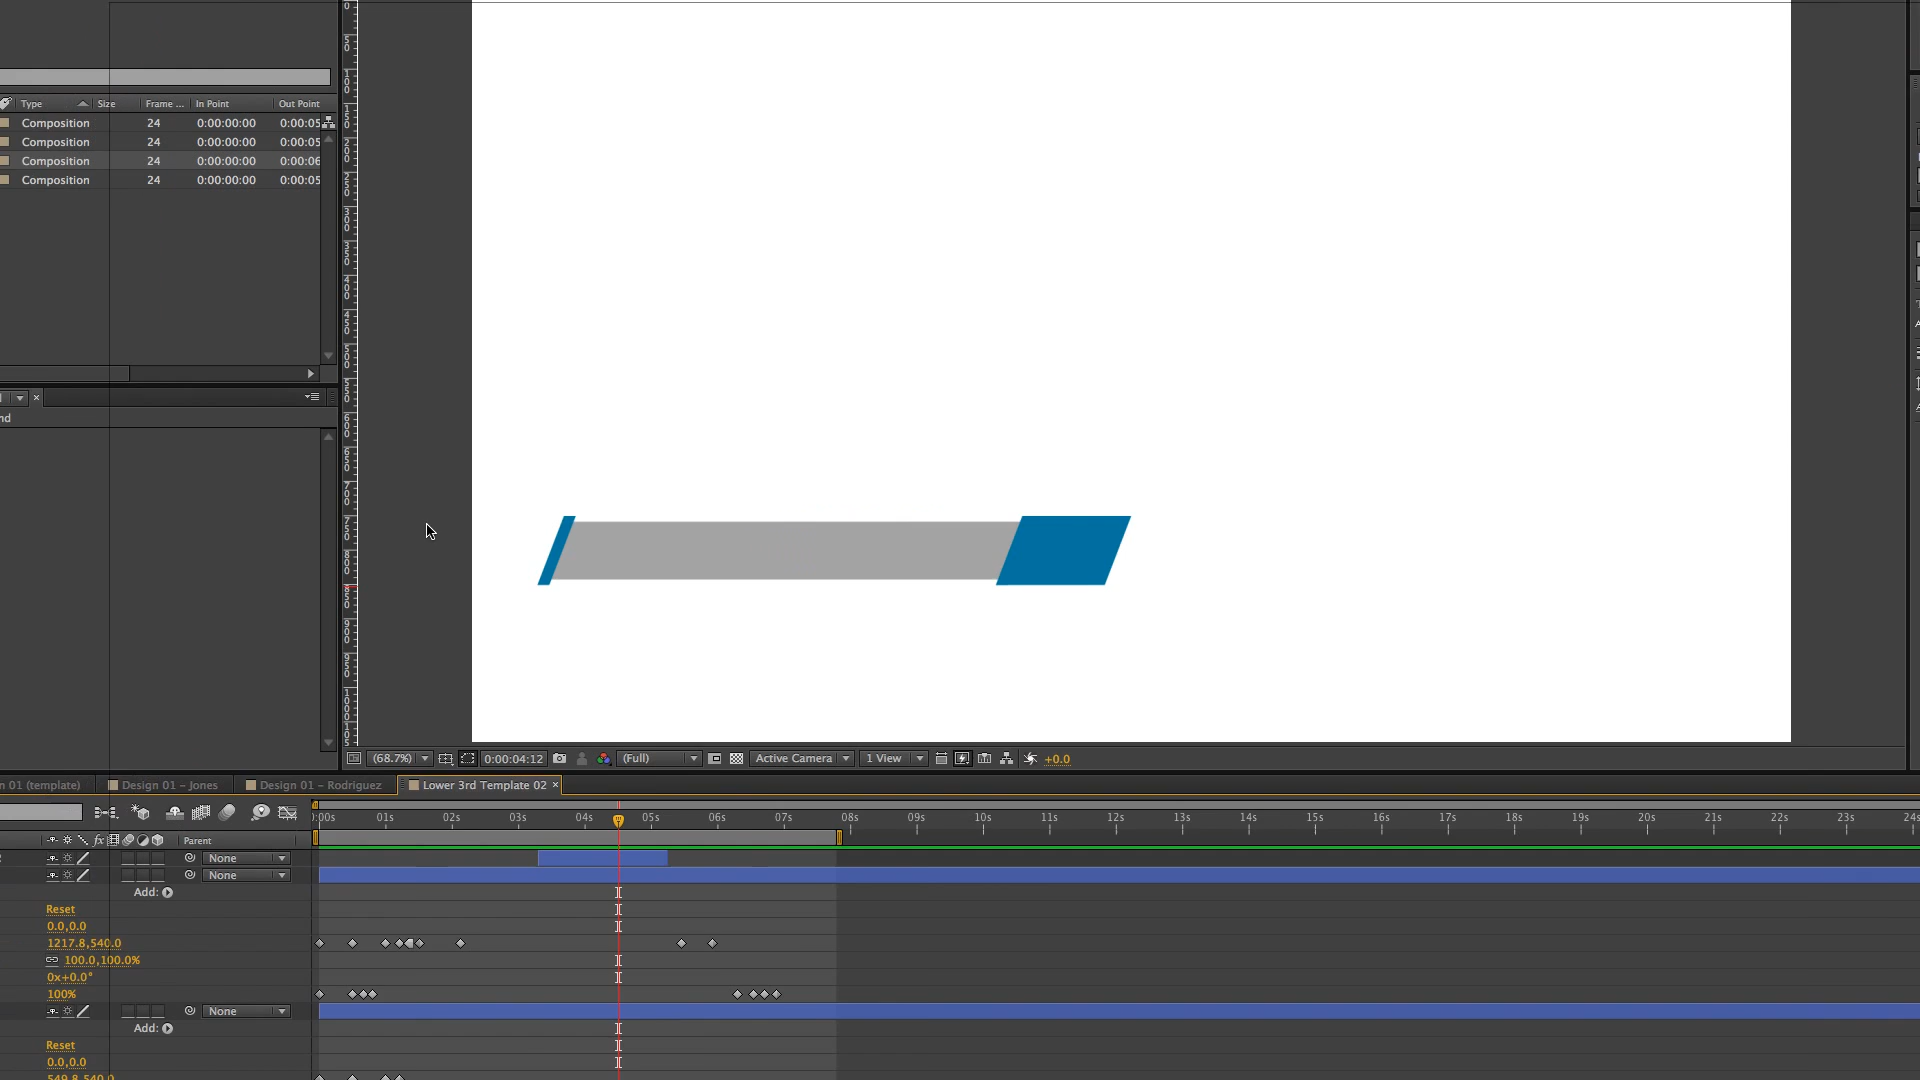 Type Size Frame ... In Point Out Point
Composition 24 0:00:00:00 0:00:05
Composition 24 0:00:00:00 0:00:05
Composition 24 0:00:00:00 0:00:06
Composition 24 0:00:00:00 0:00:05
nd
(68.7%) 0:00:04:12 (Full) Active Camera 1 View +0.0
n 01 (template) Design 01 – Jones Design 01 – Rodriguez Lower 3rd Template 02 ×
):00s 01s 02s 03s 04s 05s 06s 07s 08s 09s 10s 11s 12s 13s 14s 15s 16s 17s 18s 19s 20s 21s 22s 23s 24s
fx Parent
None
None
Add:
Reset
0.0,0.0
1217.8,540.0
100.0,100.0%
0x+0.0°
100%
None
Add:
Reset
0.0,0.0
549.8,540.0